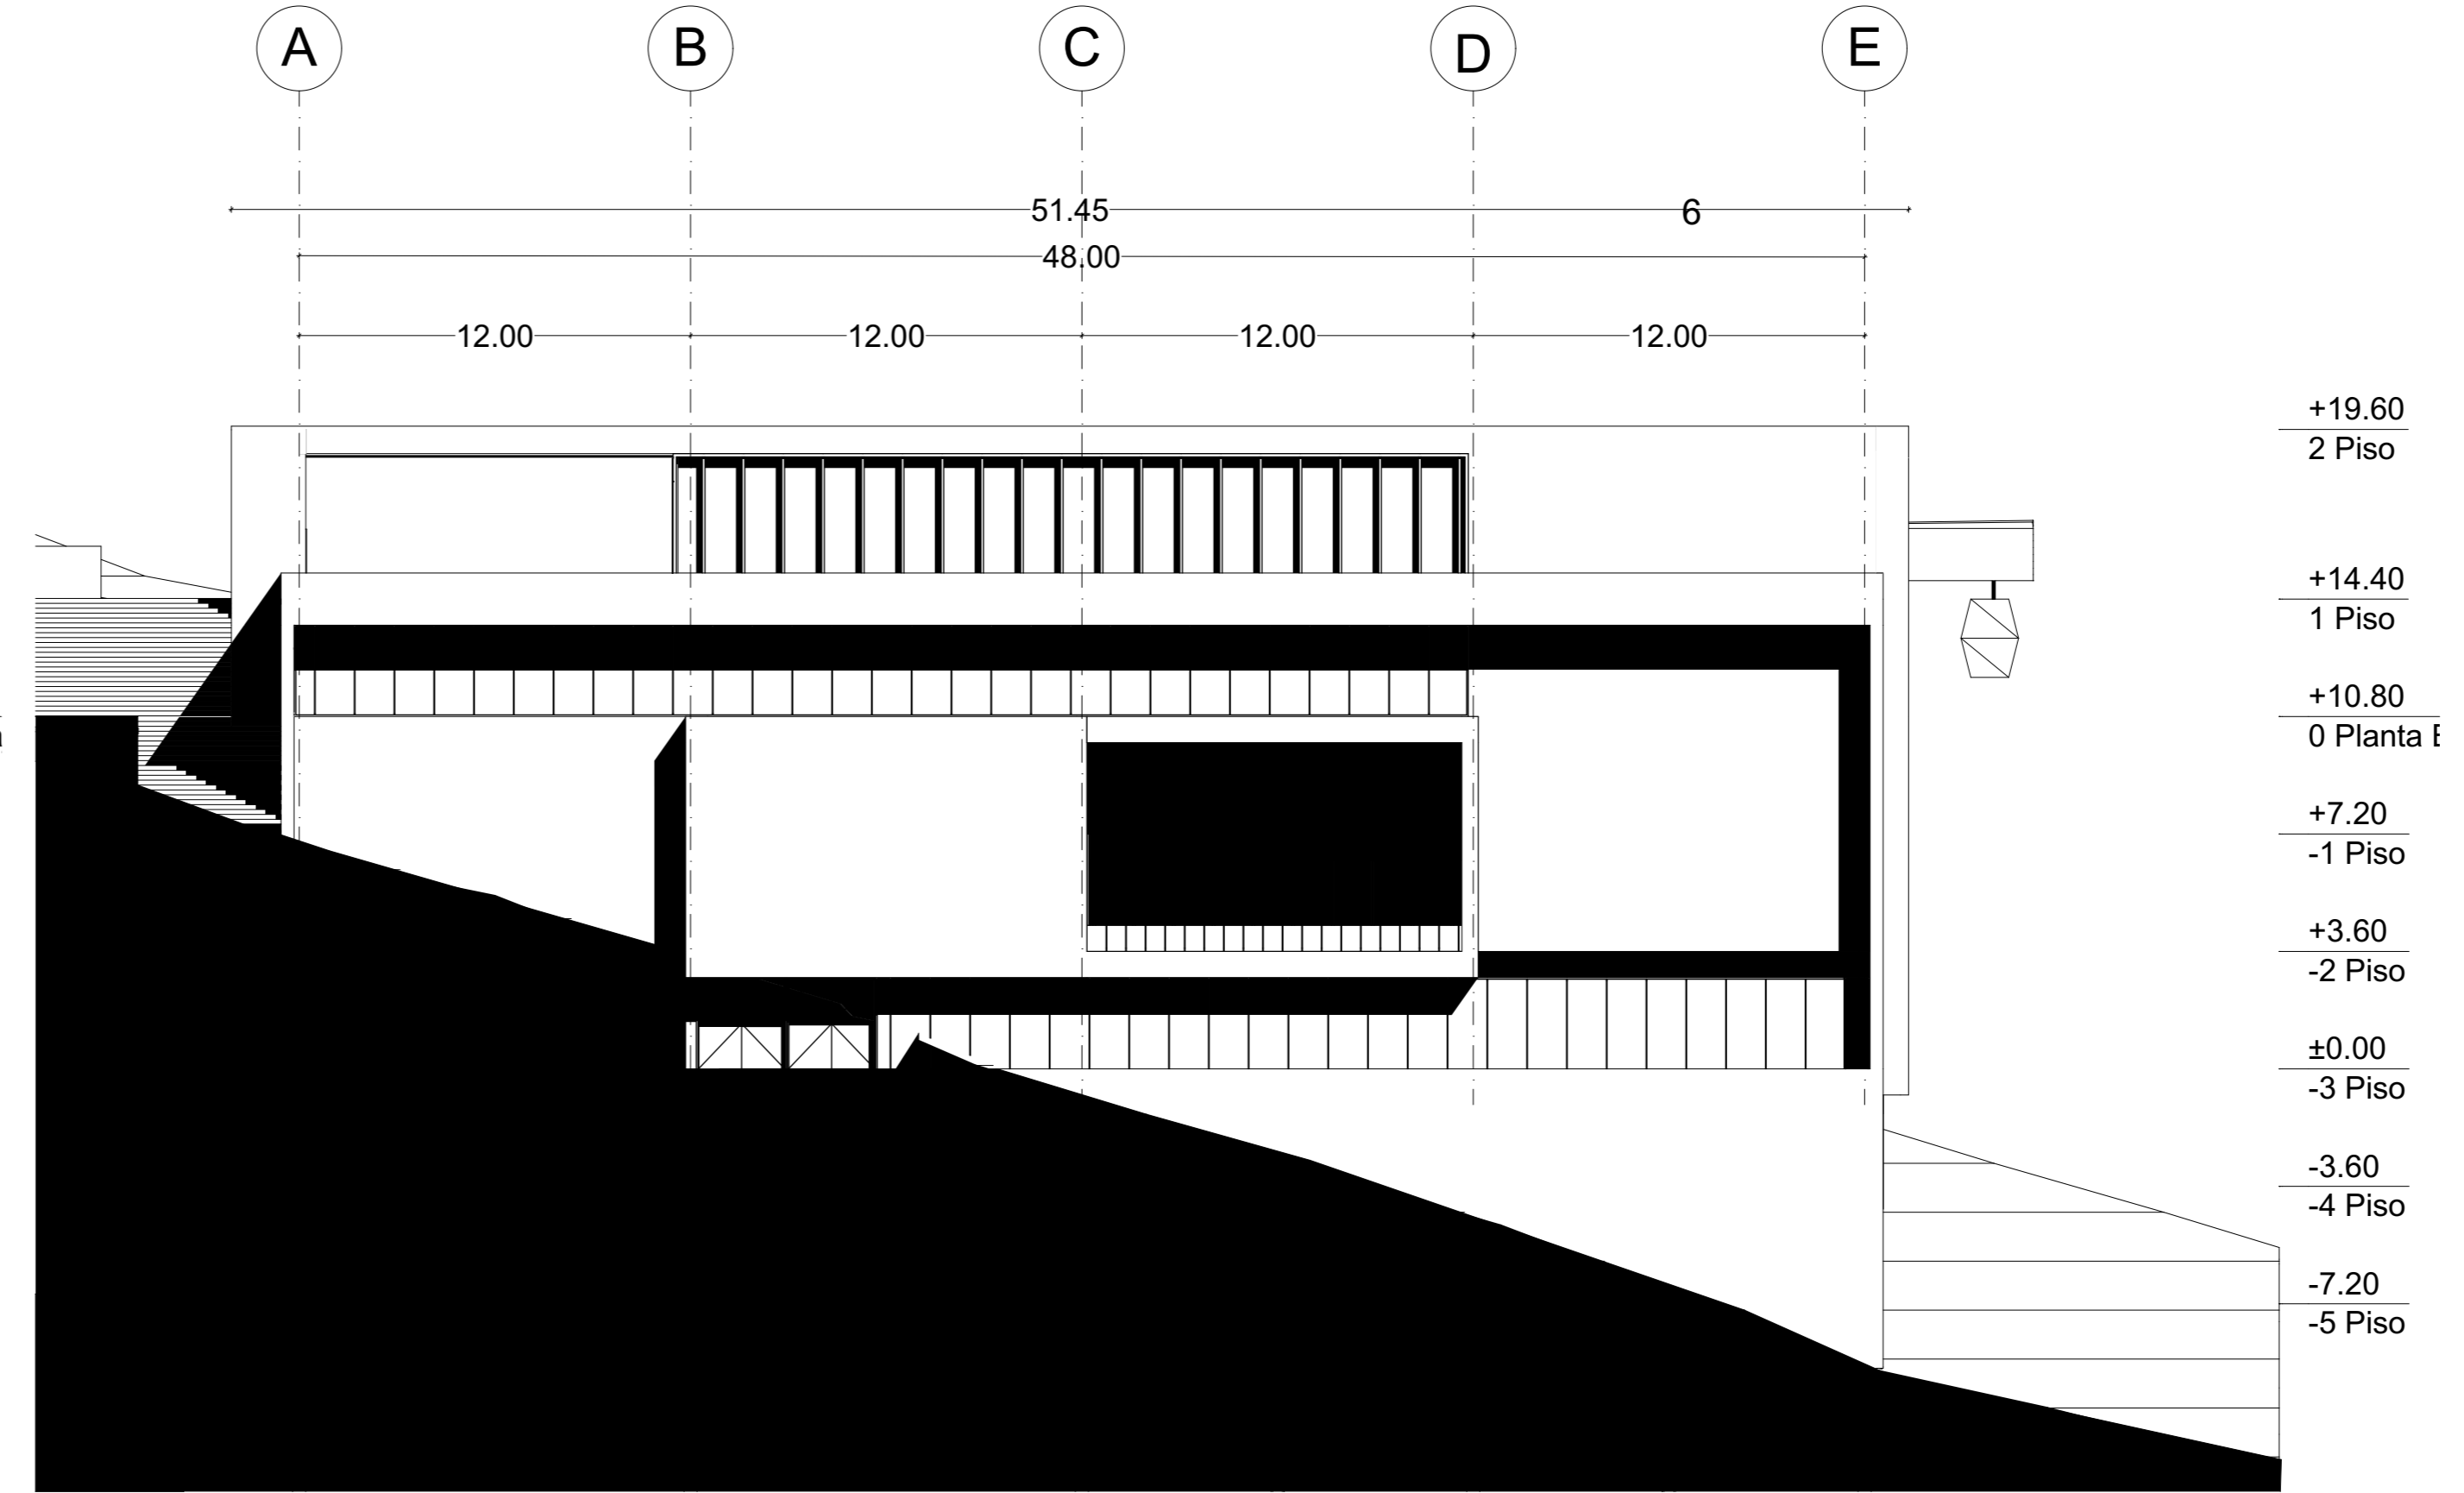 A B C D E
51.45 6
48.00
12.00 12.00 12.00 12.00
+19.60
2 Piso
+14.40
1 Piso
+10.80
0 Planta
+7.20
-1 Piso
+3.60
-2 Piso
±0.00
-3 Piso
-3.60
-4 Piso
-7.20
-5 Piso